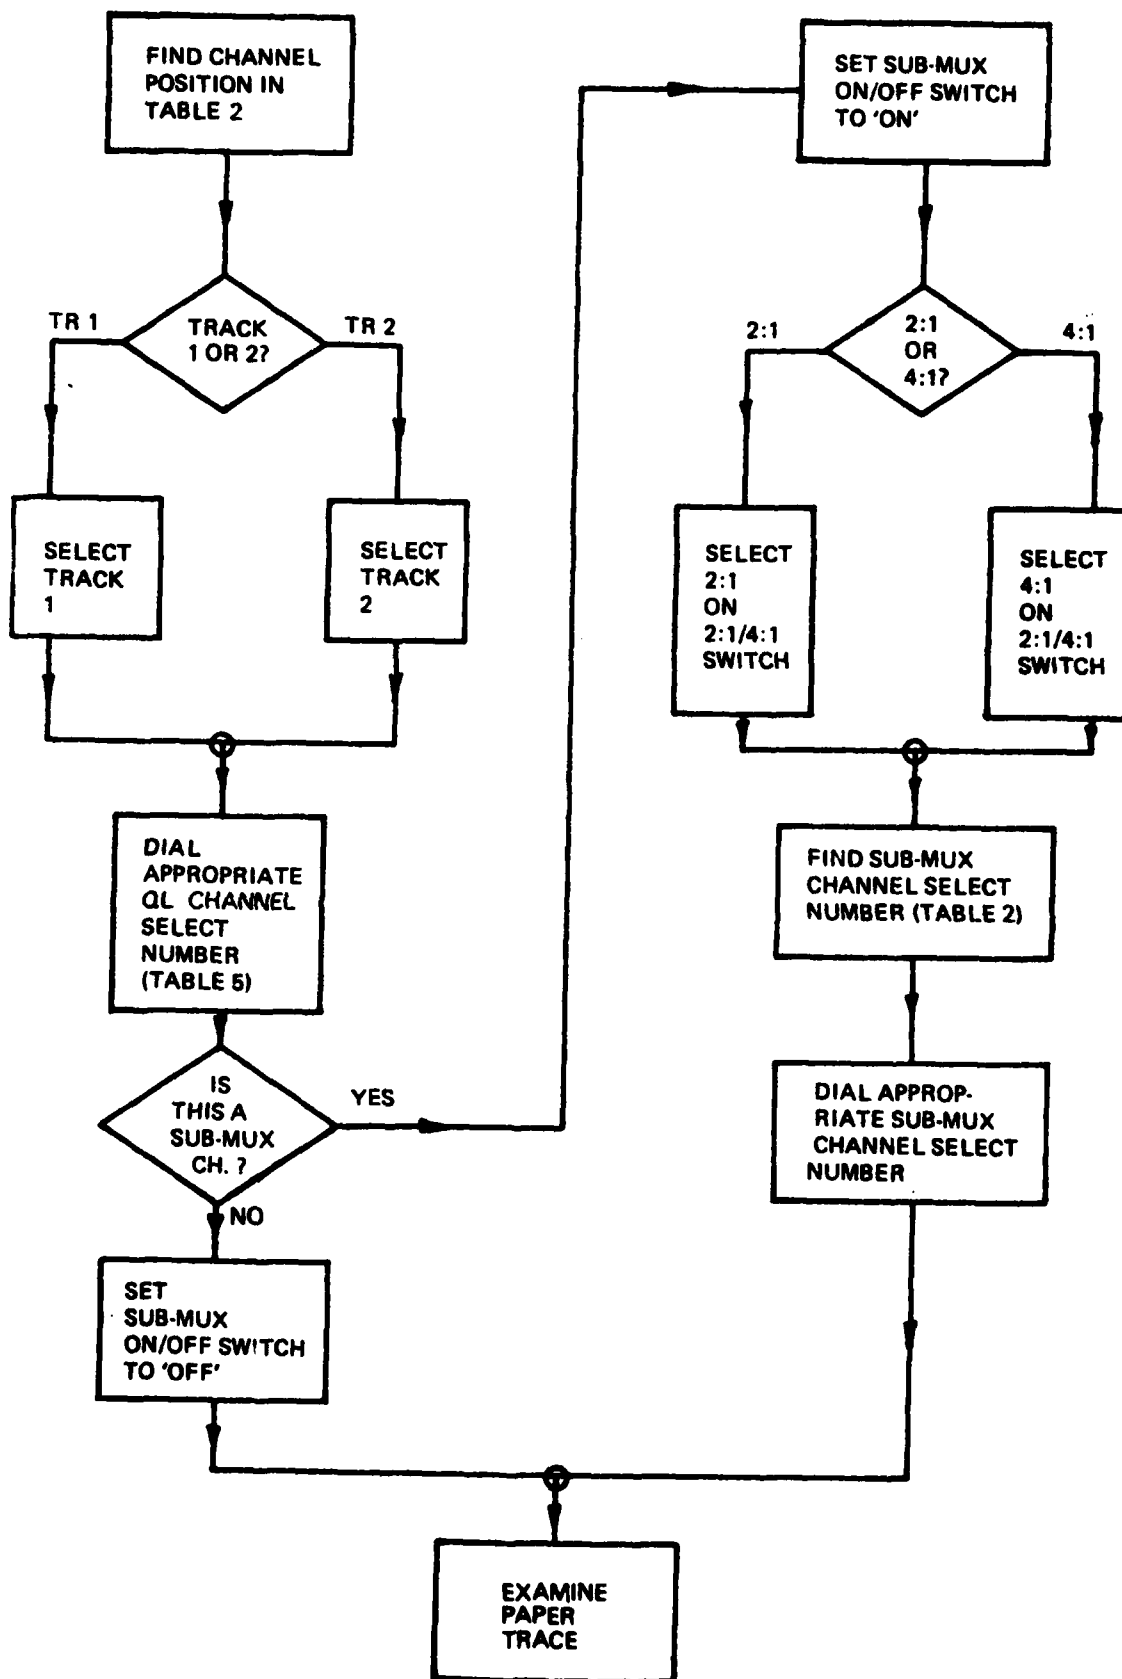 FIND CHANNEL
POSITION IN
TABLE 2
TR 1
TRACK
1 OR 2?
TR 2
SELECT
TRACK
1
SELECT
TRACK
2
DIAL
APPROPRIATE
QL CHANNEL
SELECT
NUMBER
(TABLE 5)
IS
THIS A
SUB-MUX
CH. ?
YES
NO
SET
SUB-MUX
ON/OFF SWITCH
TO 'OFF'
SET SUB-MUX
ON/OFF SWITCH
TO 'ON'
2:1
2:1
OR
4:1?
4:1
SELECT
2:1
ON
2:1/4:1
SWITCH
SELECT
4:1
ON
2:1/4:1
SWITCH
FIND SUB-MUX
CHANNEL SELECT
NUMBER (TABLE 2)
DIAL APPROP-
RIATE SUB-MUX
CHANNEL SELECT
NUMBER
EXAMINE
PAPER
TRACE